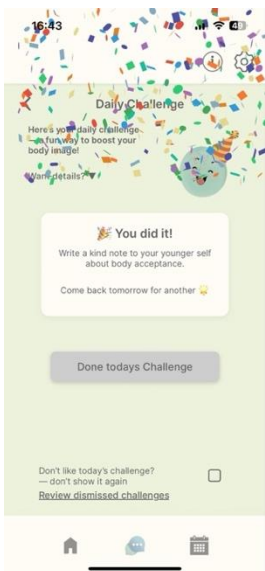 16:43
49
Daily Challenge
Here's your daily challenge
— a fun way to boost your
body image!
Want details? ▼
🎉 You did it!
Write a kind note to your younger self
about body acceptance.
Come back tomorrow for another 💡
Done todays Challenge
Don't like today's challenge?
— don't show it again
Review dismissed challenges